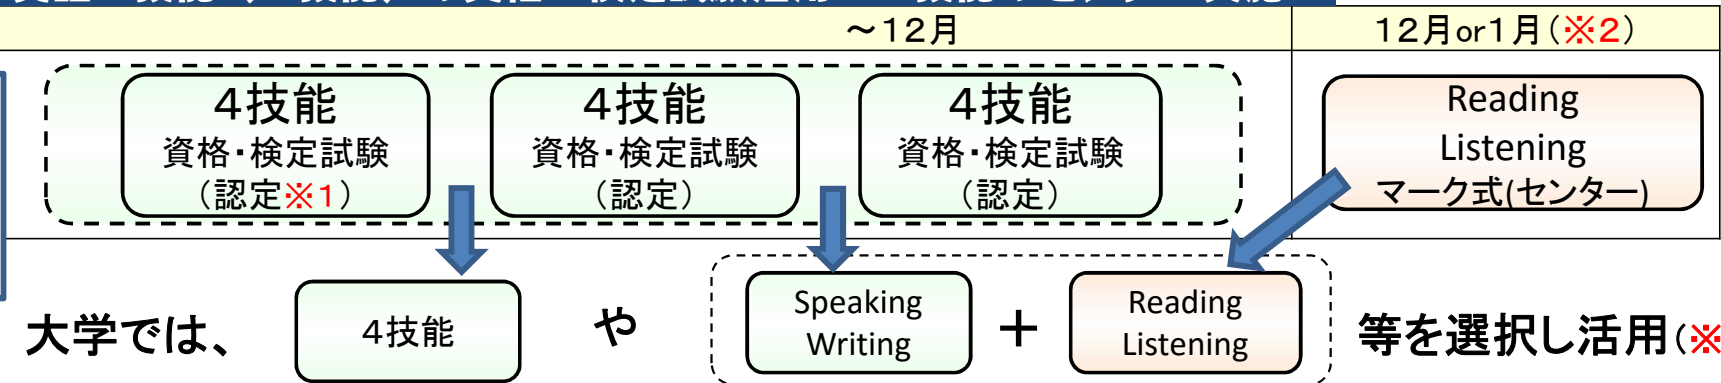 ~12月
12月or1月(※2)
4技能
資格・検定試験
(認定※1)
4技能
資格・検定試験
(認定)
4技能
資格・検定試験
(認定)
Reading
Listening
マーク式(センター)
大学では、
4技能
や
Speaking
Writing
+
Reading
Listening
等を選択し活用(※